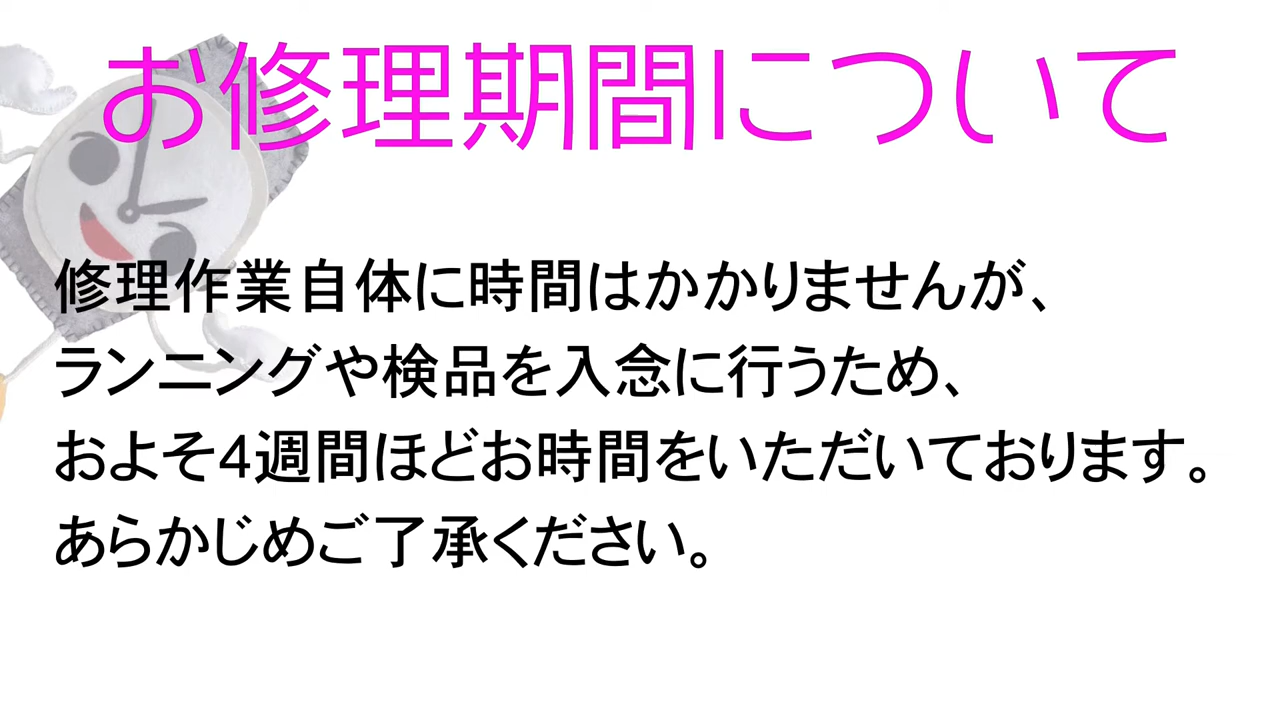 お修理期間について
修理作業自体に時間はかかりませんが、
ランニングや検品を入念に行うため、
およそ4週間ほどお時間をいただいております。
あらかじめご了承ください。